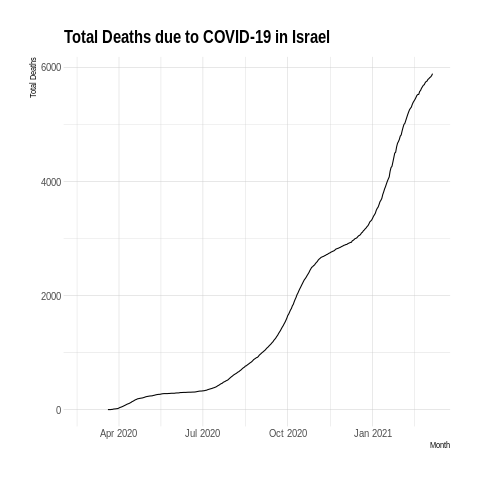 Total Deaths due to COVID-19 in Israel
Total Deaths
6000
4000
2000
0
Apr 2020
Jul 2020
Oct 2020
Jan 2021
Month